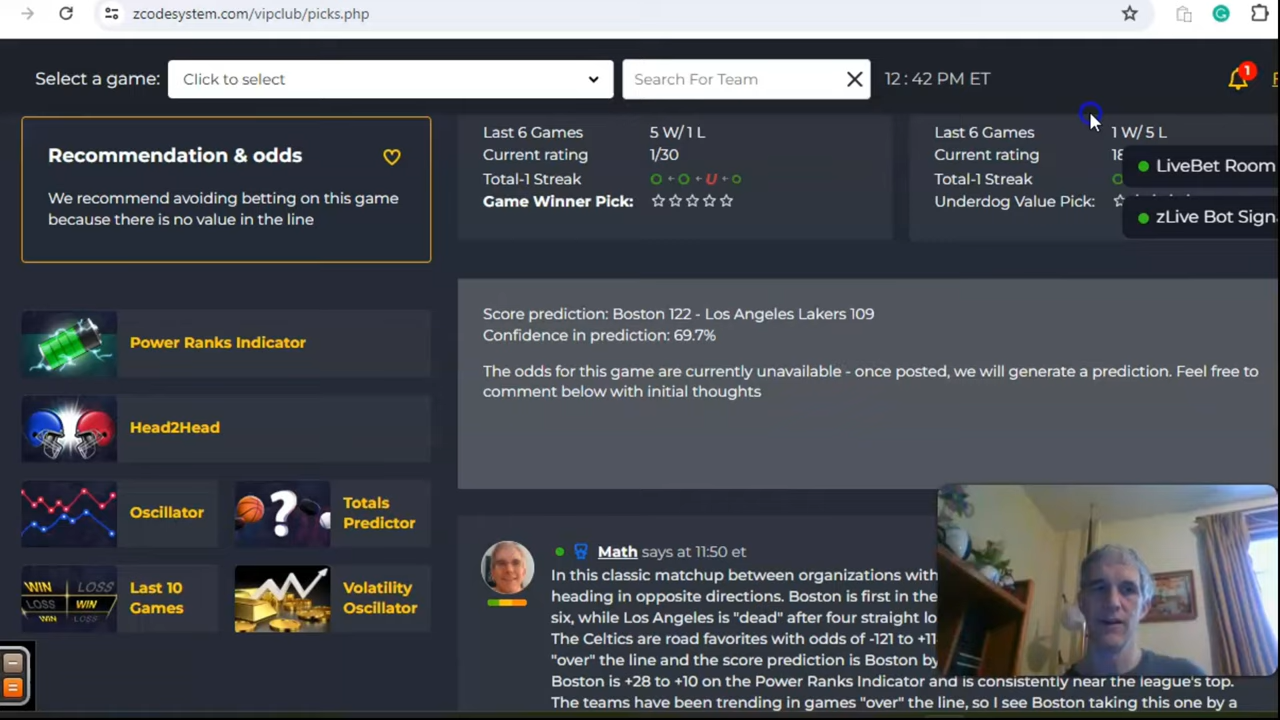 zcodesystem.com/vipclub/picks.php
Select a game:
Click to select
Search For Team
12 : 42 PM ET
1
Recommendation & odds
We recommend avoiding betting on this game
because there is no value in the line
Last 6 Games 5 W/ 1 L
Current rating 1/30
Total-1 Streak O O U O
Game Winner Pick:
Last 6 Games 1 W/ 5 L
Current rating
Total-1 Streak
Underdog Value Pick:
LiveBet Room
zLive Bot Sign
Power Ranks Indicator
Head2Head
Oscillator
Totals
Predictor
WIN LOSS
LOSS WIN
WIN LOSS
Last 10
Games
Volatility
Oscillator
Score prediction: Boston 122 - Los Angeles Lakers 109
Confidence in prediction: 69.7%
The odds for this game are currently unavailable - once posted, we will generate a prediction. Feel free to
comment below with initial thoughts
Math says at 11:50 et
In this classic matchup between organizations with
heading in opposite directions. Boston is first in the
six, while Los Angeles is "dead" after four straight
The Celtics are road favorites with odds of -121 to
"over" the line and the score prediction is Boston by
Boston is +28 to +10 on the Power Ranks Indicator and is consistently near the league's top.
The teams have been trending in games "over" the line, so I see Boston taking this one by a